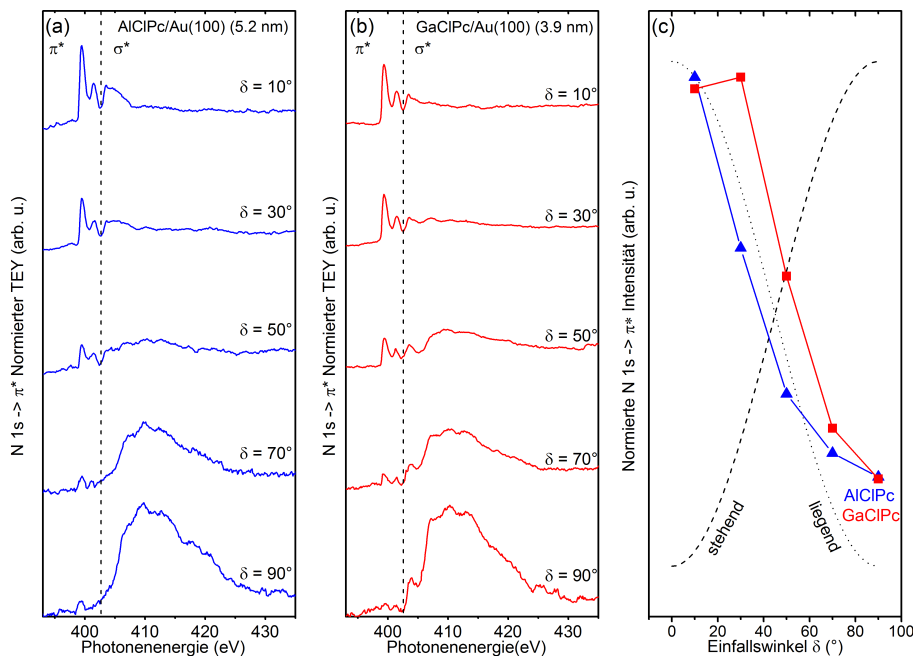 (a) AlClPc/Au(100) (5.2 nm)
π* σ*
δ = 10°
δ = 30°
δ = 50°
δ = 70°
δ = 90°
N 1s -> π* Normierter TEY (arb. u.)
400 410 420 430
Photonenenergie (eV)
(b) GaClPc/Au(100) (3.9 nm)
π* σ*
δ = 10°
δ = 30°
δ = 50°
δ = 70°
δ = 90°
N 1s -> π* Normierter TEY (arb. u.)
400 410 420 430
Photonenenergie(eV)
(c)
Normierte N 1s -> π* Intensität (arb. u.)
stehend
liegend
AlClPc
GaClPc
0 20 40 60 80 100
Einfallswinkel δ (°)